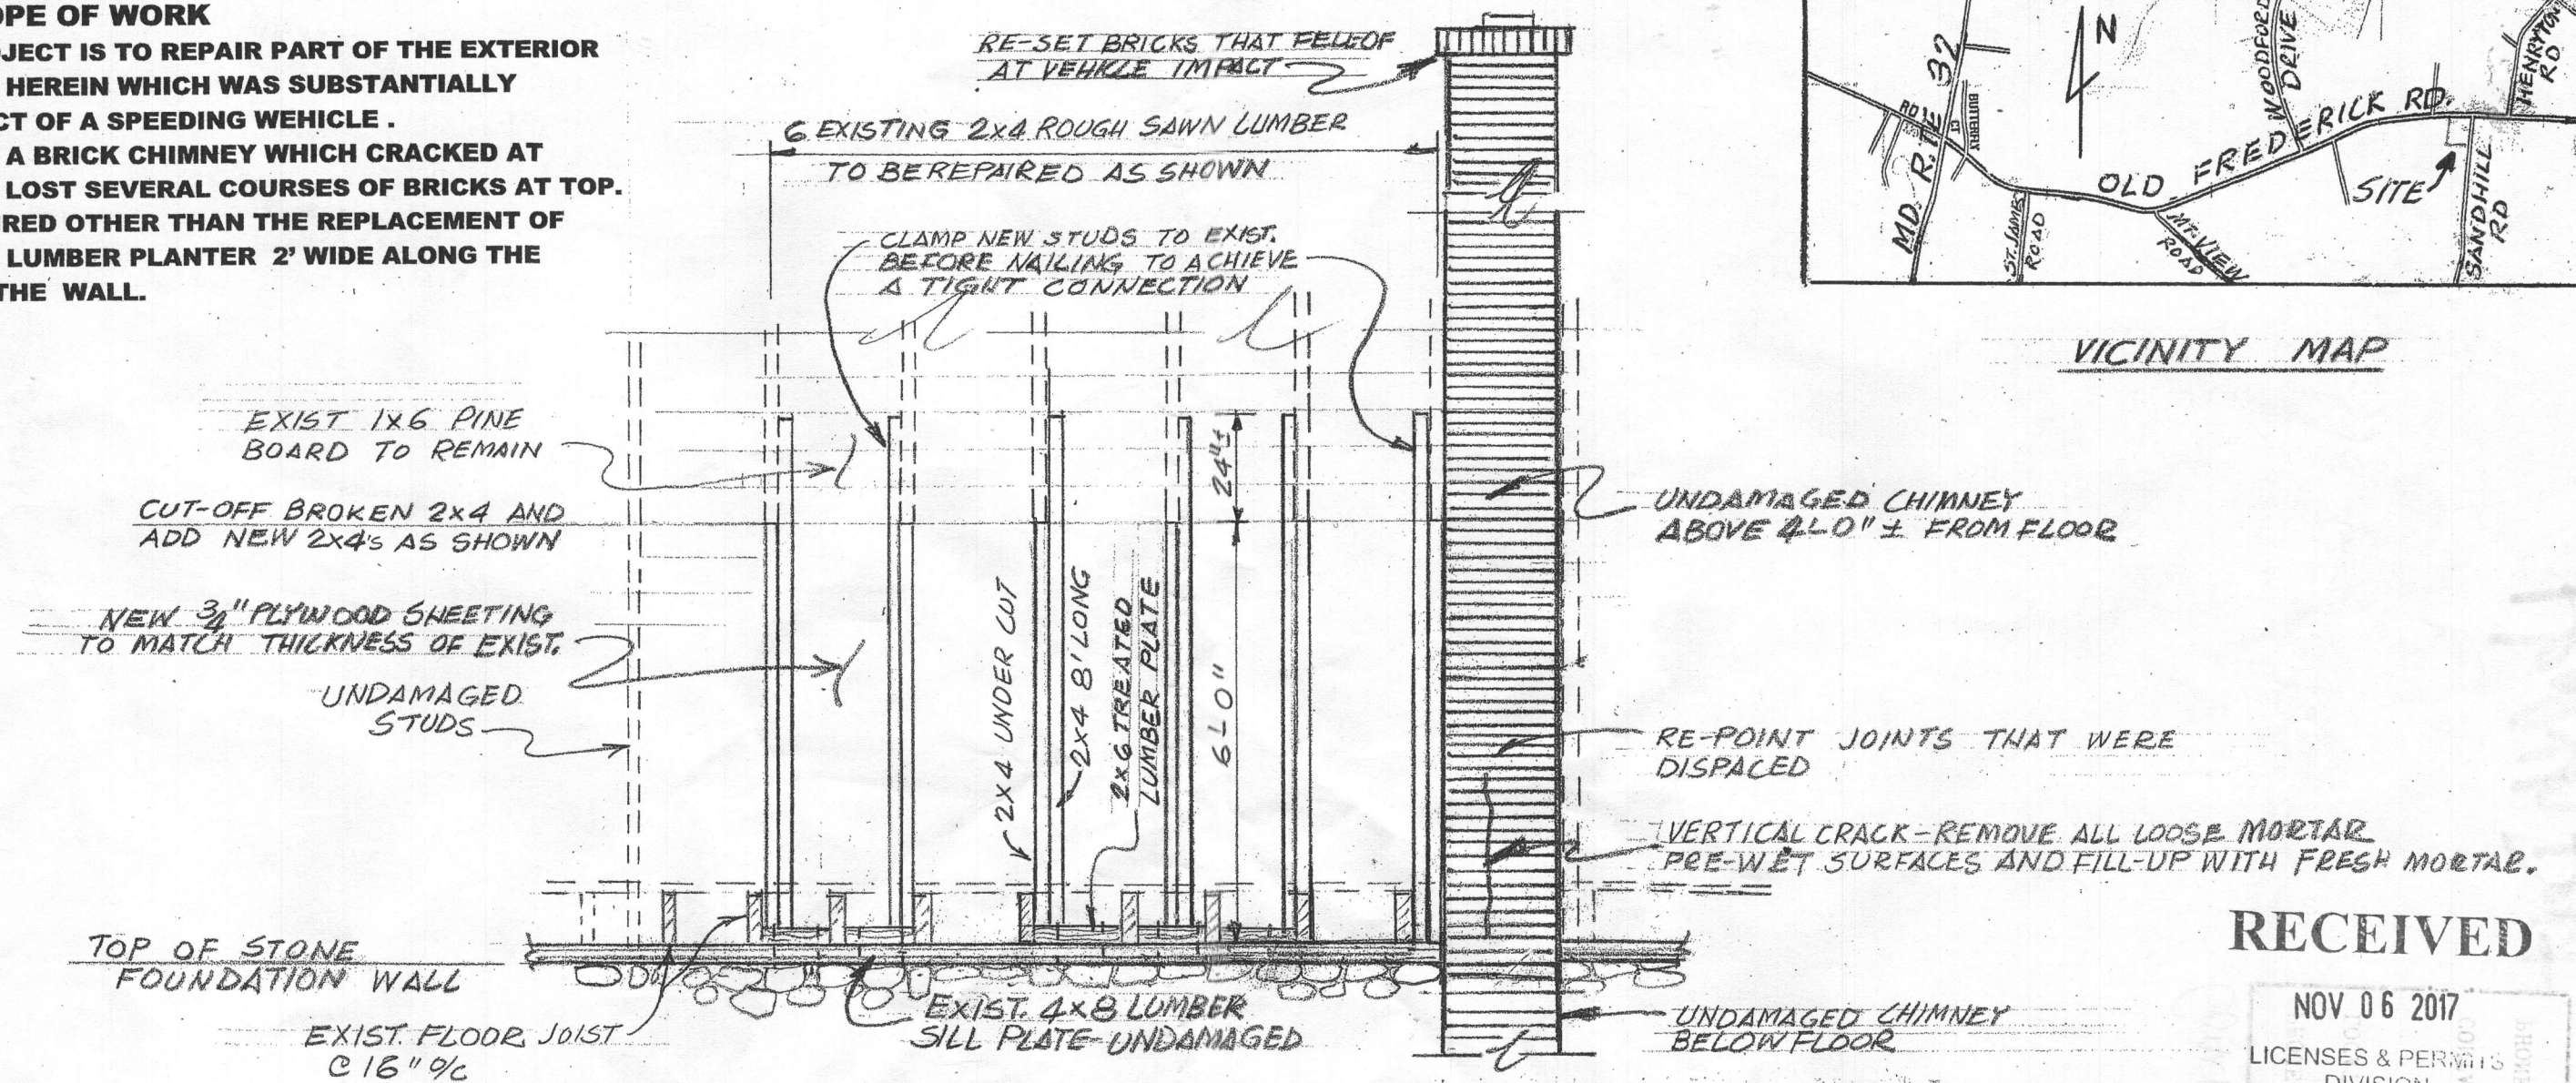 OPE OF WORK
JECT IS TO REPAIR PART OF THE EXTERIOR
HEREIN WHICH WAS SUBSTANTIALLY
CT OF A SPEEDING WEHICLE .
A BRICK CHIMNEY WHICH CRACKED AT
LOST SEVERAL COURSES OF BRICKS AT TOP.
RED OTHER THAN THE REPLACEMENT OF
LUMBER PLANTER 2' WIDE ALONG THE
THE WALL.
RE-SET BRICKS THAT FELL-OF
AT VEHICLE IMPACT
6 EXISTING 2x4 ROUGH SAWN LUMBER
TO BE REPAIRED AS SHOWN
CLAMP NEW STUDS TO EXIST.
BEFORE NAILING TO ACHIEVE
A TIGHT CONNECTION
EXIST 1x6 PINE
BOARD TO REMAIN
CUT-OFF BROKEN 2x4 AND
ADD NEW 2x4's AS SHOWN
NEW 3/4" PLYWOOD SHEETING
TO MATCH THICKNESS OF EXIST.
UNDAMAGED
STUDS
2x4 UNDER CUT
2x4 8' LONG
2x6 TREATED
LUMBER PLATE
24"±
6'-0"
TOP OF STONE
FOUNDATION WALL
EXIST. FLOOR JOIST
@ 16" o/c
EXIST. 4x8 LUMBER
SILL PLATE-UNDAMAGED
UNDAMAGED CHIMNEY
ABOVE 4'-0" ± FROM FLOOR
RE-POINT JOINTS THAT WERE
DISPACED
VERTICAL CRACK-REMOVE ALL LOOSE MORTAR
PRE-WET SURFACES AND FILL-UP WITH FRESH MORTAR.
UNDAMAGED CHIMNEY
BELOW FLOOR
N
MD. RTE 32
RD
BUTTERFRY
CT
WOODFORD
DRIVE
HENRYTON
RD
OLD FREDERICK RD.
SITE
ST. JAMES
ROAD
MT. VIEW
ROAD
SANDHILL
RD
VICINITY MAP
RECEIVED
NOV 06 2017
LICENSES & PERMITS
DIVISION